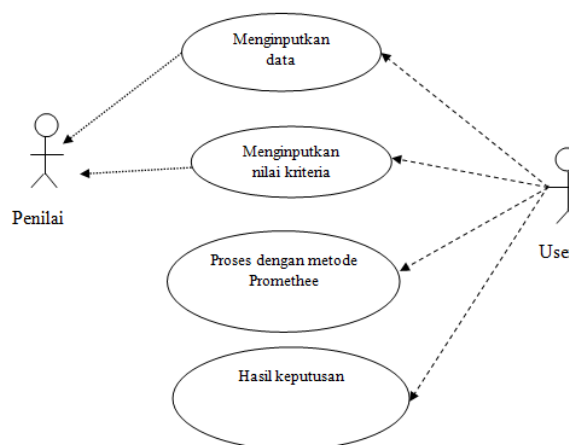 Menginputkan
data
Menginputkan
nilai kriteria
Penilai
Proses dengan metode
Promethee
Use
Hasil keputusan